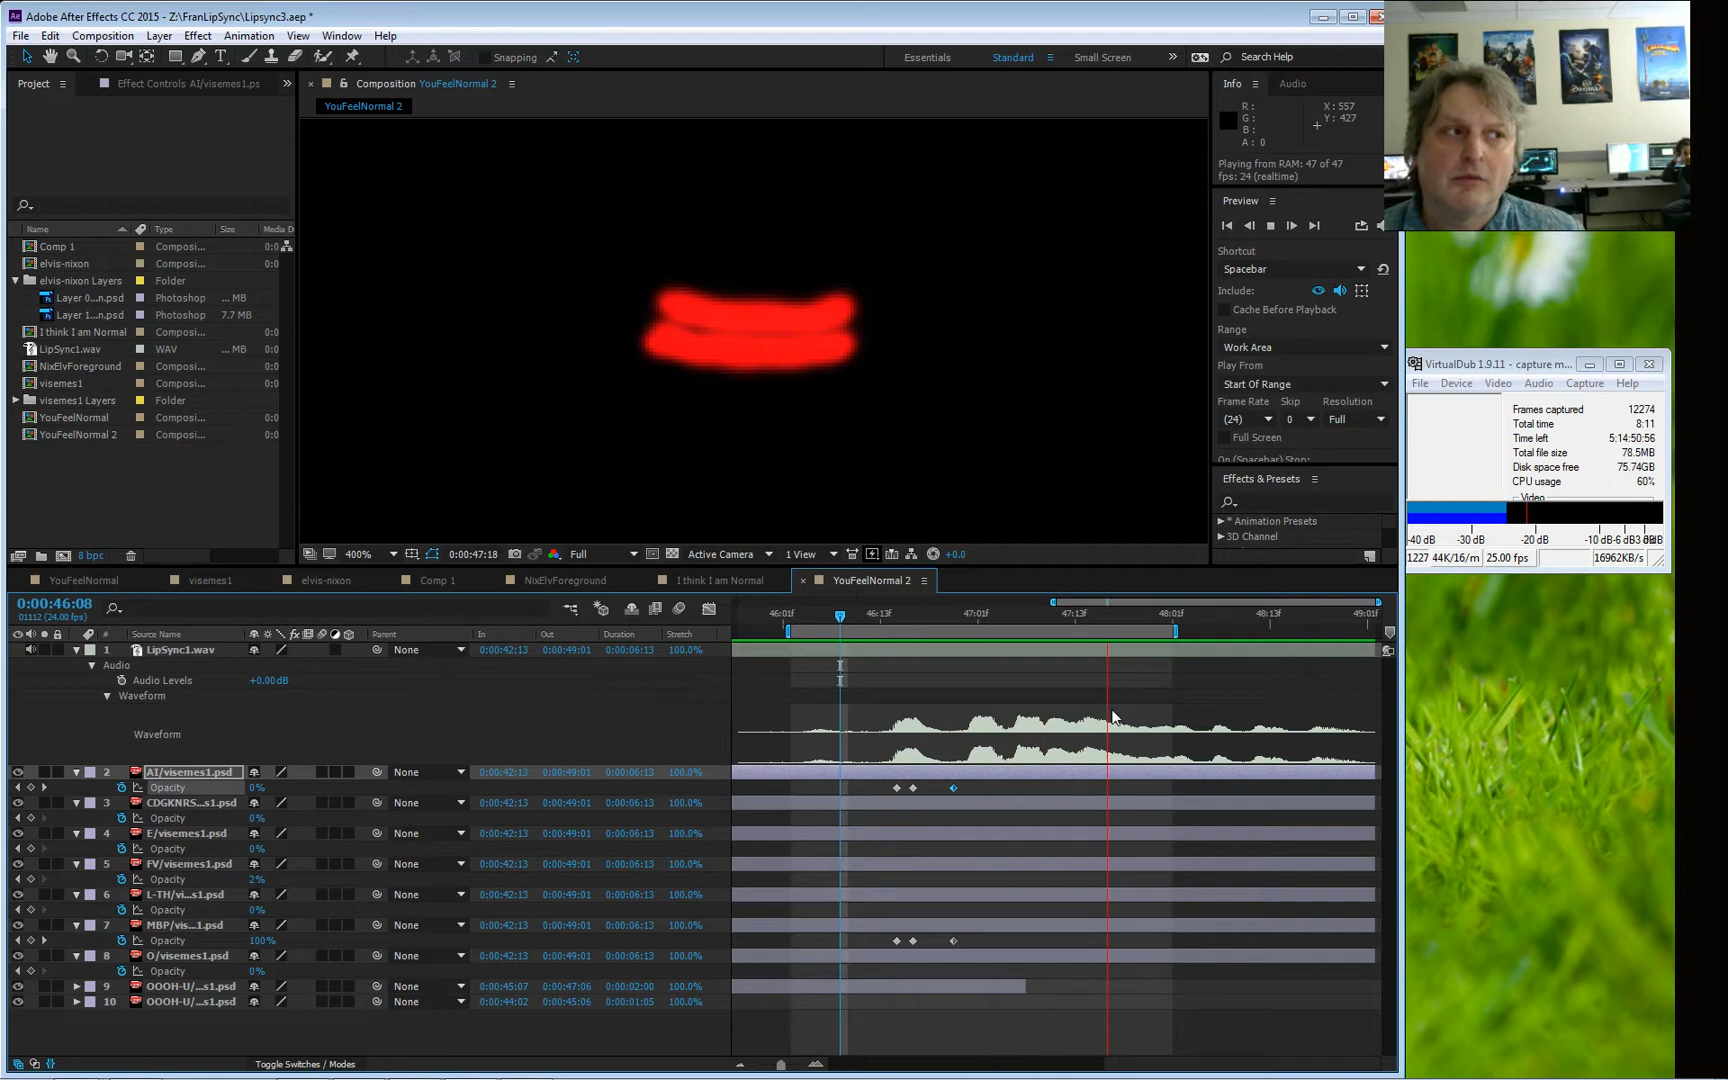 Adobe After Effects CC 2015 - Z:\FranLipSync\Lipsync3.aep *
File Edit Composition Layer Effect Animation View Window Help
Snapping
Essentials Standard Small Screen Search Help
Project Effect Controls AI/visemes1.ps
Composition YouFeelNormal 2
YouFeelNormal 2
Info Audio
R : X : 557
G : Y : 427
B :
A : 0
Playing from RAM: 47 of 47
fps: 24 (realtime)
Preview
Shortcut
Spacebar
Include:
Cache Before Playback
Range
Work Area
Play From
Start Of Range
Frame Rate Skip Resolution
(24) 0 Full
Full Screen
On (Spacebar) Stop:
Effects & Presets
* Animation Presets
3D Channel
Name Type Size Media D
Comp 1 Composi... 0:0
elvis-nixon Composi... 0:0
elvis-nixon Layers Folder
Layer 0...n.psd Photoshop ... MB
Layer 1...n.psd Photoshop 7.7 MB
I think I am Normal Composi... 0:0
LipSync1.wav WAV ... MB 0:0
NixElvForeground Composi... 0:0
visemes1 Composi... 0:0
visemes1 Layers Folder
YouFeelNormal Composi... 0:0
YouFeelNormal 2 Composi... 0:0
8 bpc
400% 0:00:47:18 Full Active Camera 1 View +0.0
VirtualDub 1.9.11 - capture m...
File Device Video Audio Capture Help
Frames captured 12274
Total time 8:11
Time left 5:14:50:56
Total file size 78.5MB
Disk space free 75.74GB
CPU usage 60%
Video
-40 dB -30 dB -20 dB -10 dB
1227 44K/16/m 25.00 fps 16962KB/s
YouFeelNormal visemes1 elvis-nixon Comp 1 NixElvForeground I think I am Normal YouFeelNormal 2
0:00:46:08
01112 (24.00 fps)
46:01f 46:13f 47:01f 47:13f 48:01f 48:13f 49:01f
# Source Name Parent In Out Duration Stretch
1 LipSync1.wav None 0:00:42:13 0:00:49:01 0:00:06:13 100.0%
Audio
Audio Levels +0.00dB
Waveform
Waveform
2 AI/visemes1.psd None 0:00:42:13 0:00:49:01 0:00:06:13 100.0%
Opacity 0%
3 CDGKNRS...s1.psd None 0:00:42:13 0:00:49:01 0:00:06:13 100.0%
Opacity 0%
4 E/visemes1.psd None 0:00:42:13 0:00:49:01 0:00:06:13 100.0%
Opacity 0%
5 FV/visemes1.psd None 0:00:42:13 0:00:49:01 0:00:06:13 100.0%
Opacity 2%
6 L-TH/vi...s1.psd None 0:00:42:13 0:00:49:01 0:00:06:13 100.0%
Opacity 0%
7 MBP/vis...1.psd None 0:00:42:13 0:00:49:01 0:00:06:13 100.0%
Opacity 100%
8 O/visemes1.psd None 0:00:42:13 0:00:49:01 0:00:06:13 100.0%
Opacity 0%
9 OOOH-U/...s1.psd None 0:00:45:07 0:00:47:06 0:00:02:00 100.0%
10 OOOH-U/...s1.psd None 0:00:44:02 0:00:45:06 0:00:01:05 100.0%
Toggle Switches / Modes